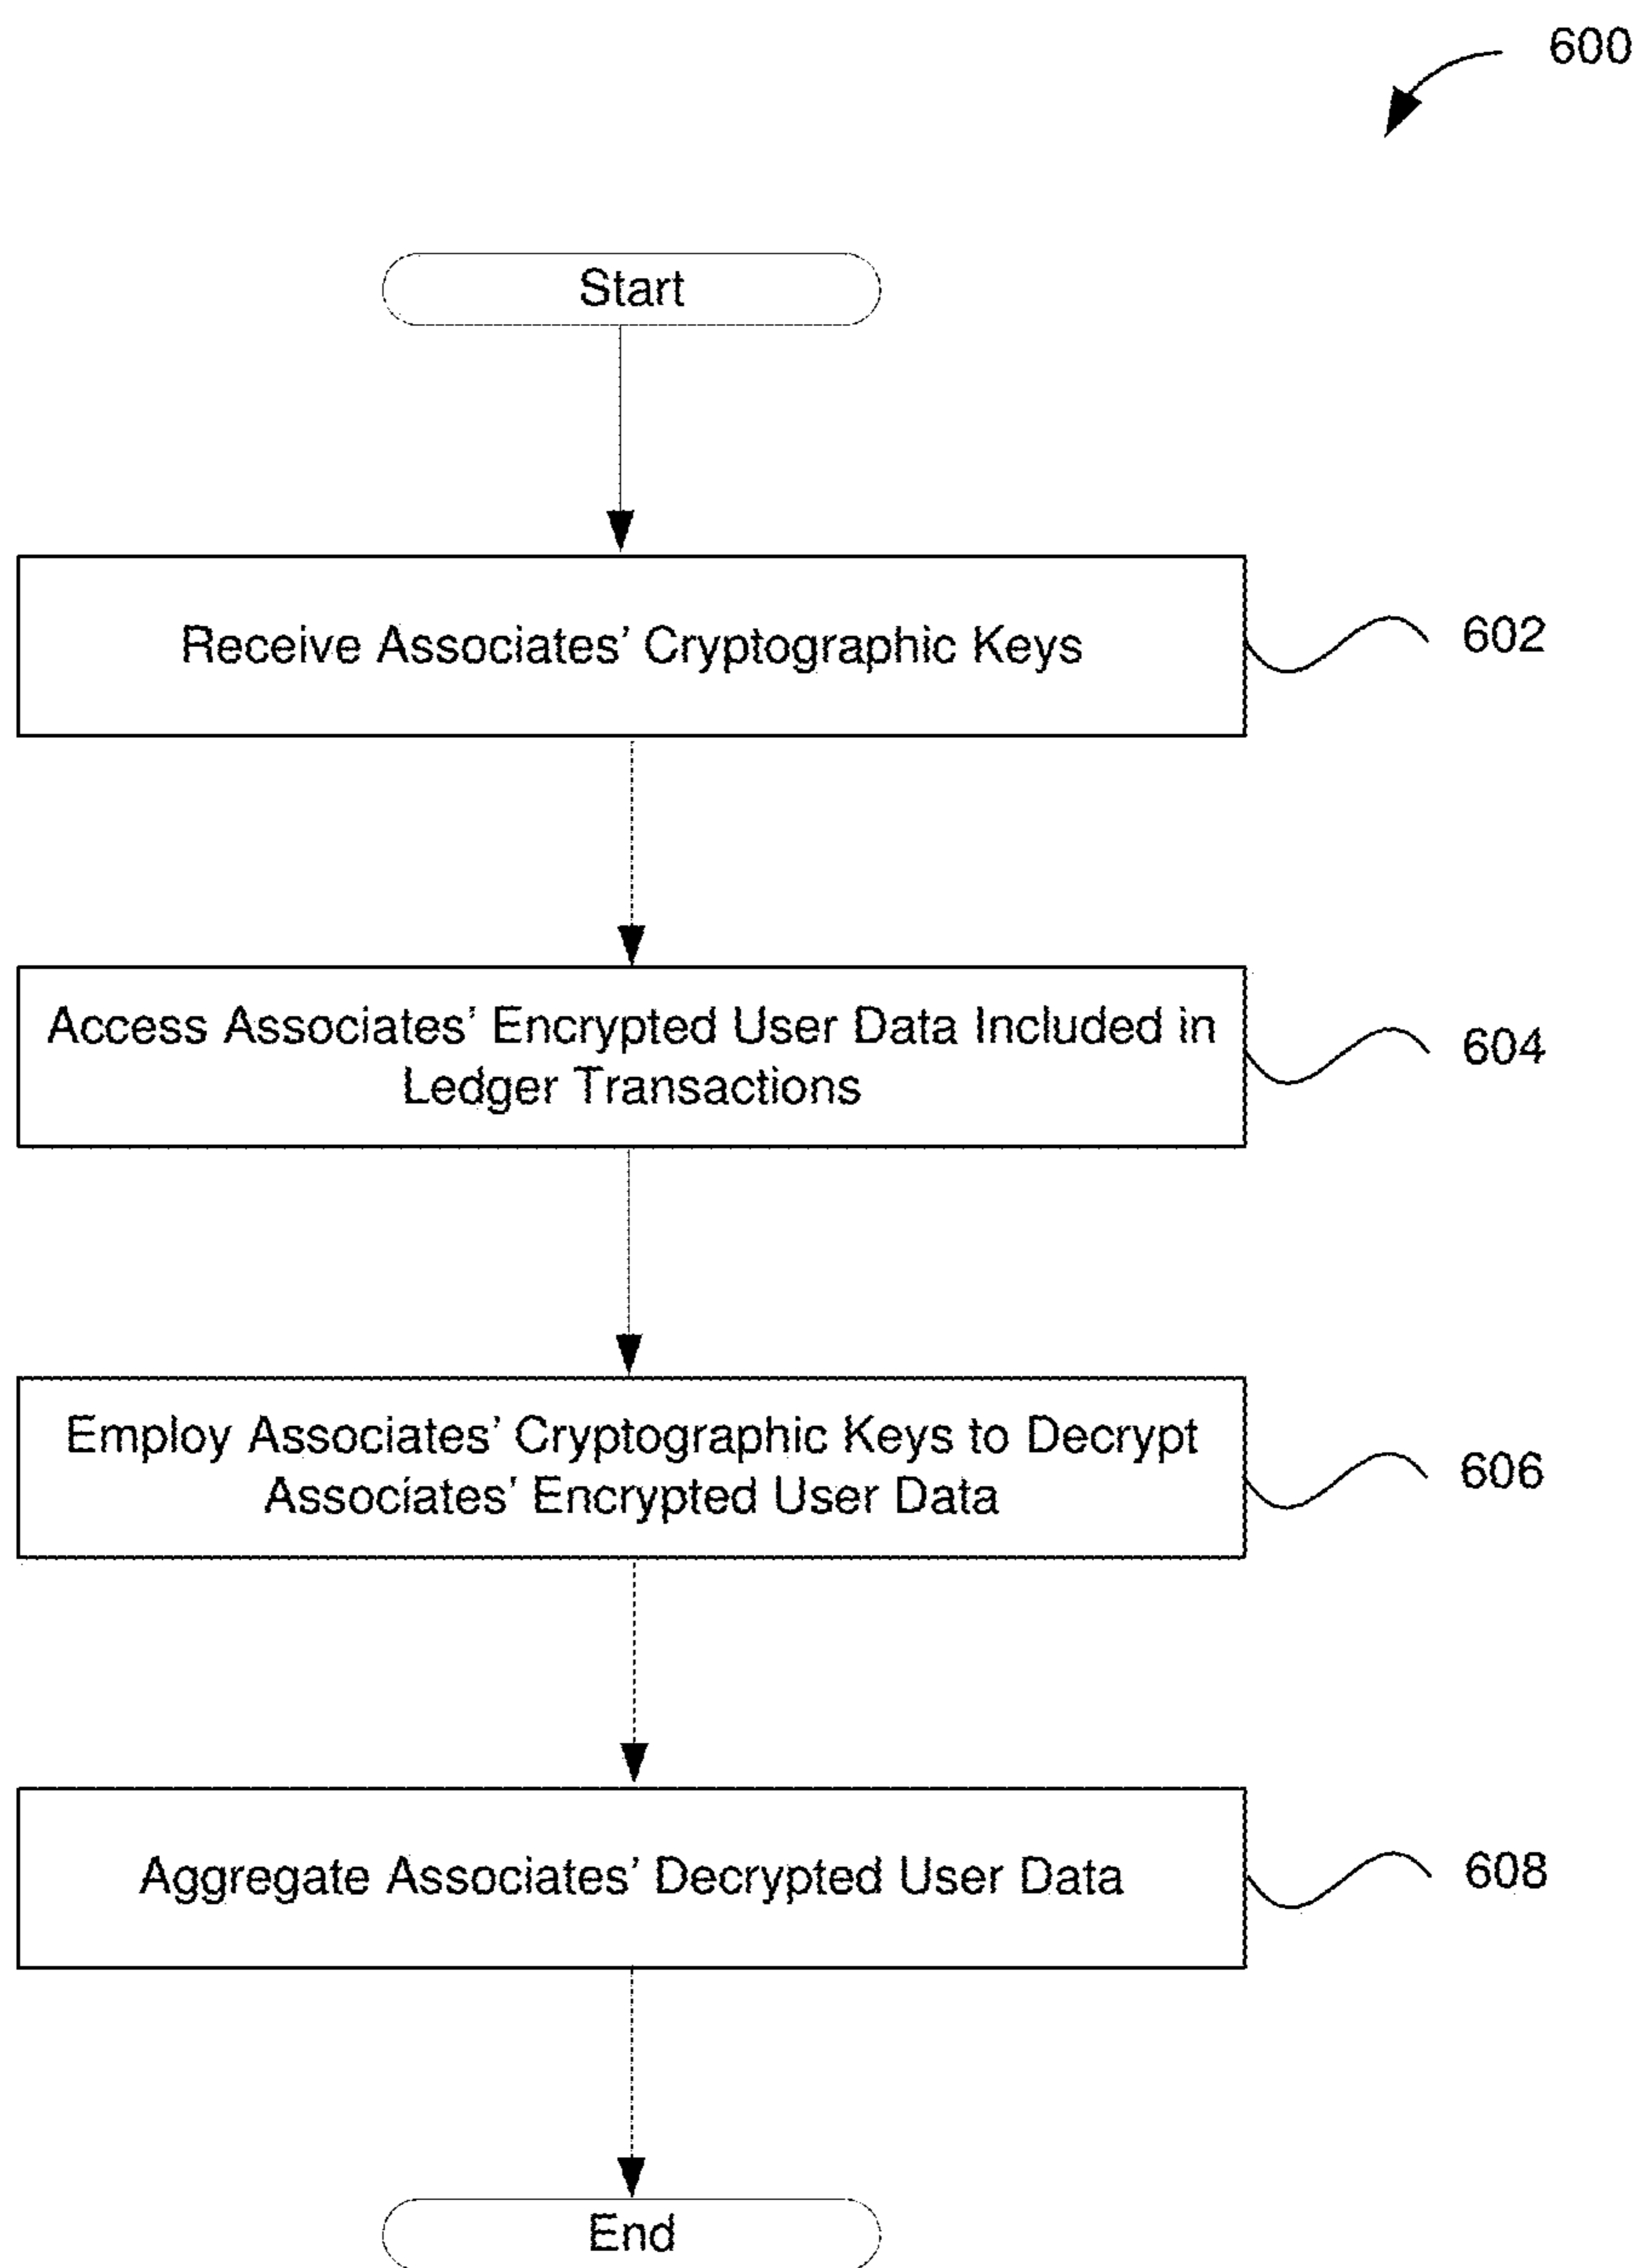 600
Start
Receive Associates’ Cryptographic Keys
602
Access Associates’ Encrypted User Data Included in
Ledger Transactions
604
Employ Associates’ Cryptographic Keys to Decrypt
Associates’ Encrypted User Data
606
Aggregate Associates’ Decrypted User Data
608
End